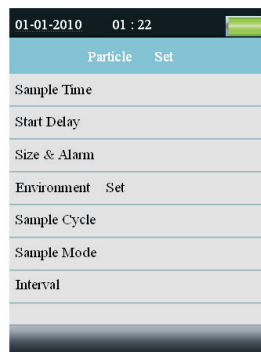 01-01-2010 01 : 22
Particle Set
Sample Time
Start Delay
Size & Alarm
Environment Set
Sample Cycle
Sample Mode
Interval